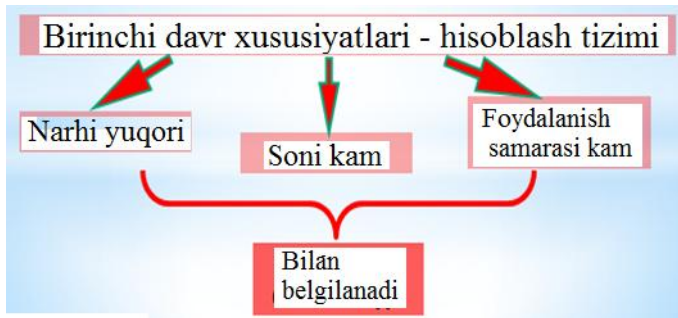 Birinchi davr xususiyatlari - hisoblash tizimi
Narhi yuqori
Soni kam
Foydalanish
samarasi kam
Bilan
belgilanadi